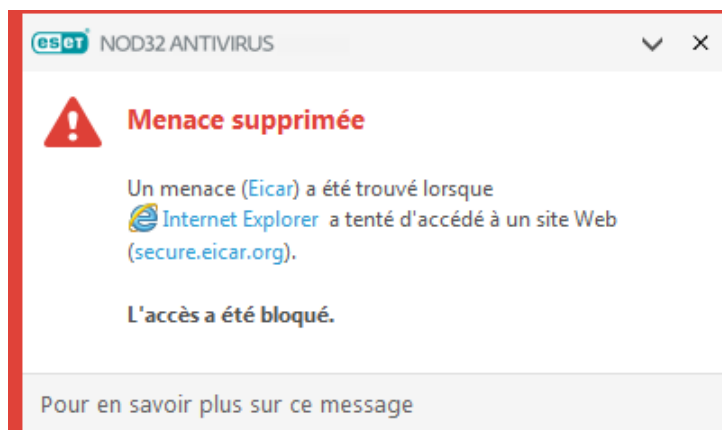 eset NOD32 ANTIVIRUS
Menace supprimée
Un menace (Eicar) a été trouvé lorsque
Internet Explorer a tenté d'accédé à un site Web
(secure.eicar.org).
L'accès a été bloqué.
Pour en savoir plus sur ce message